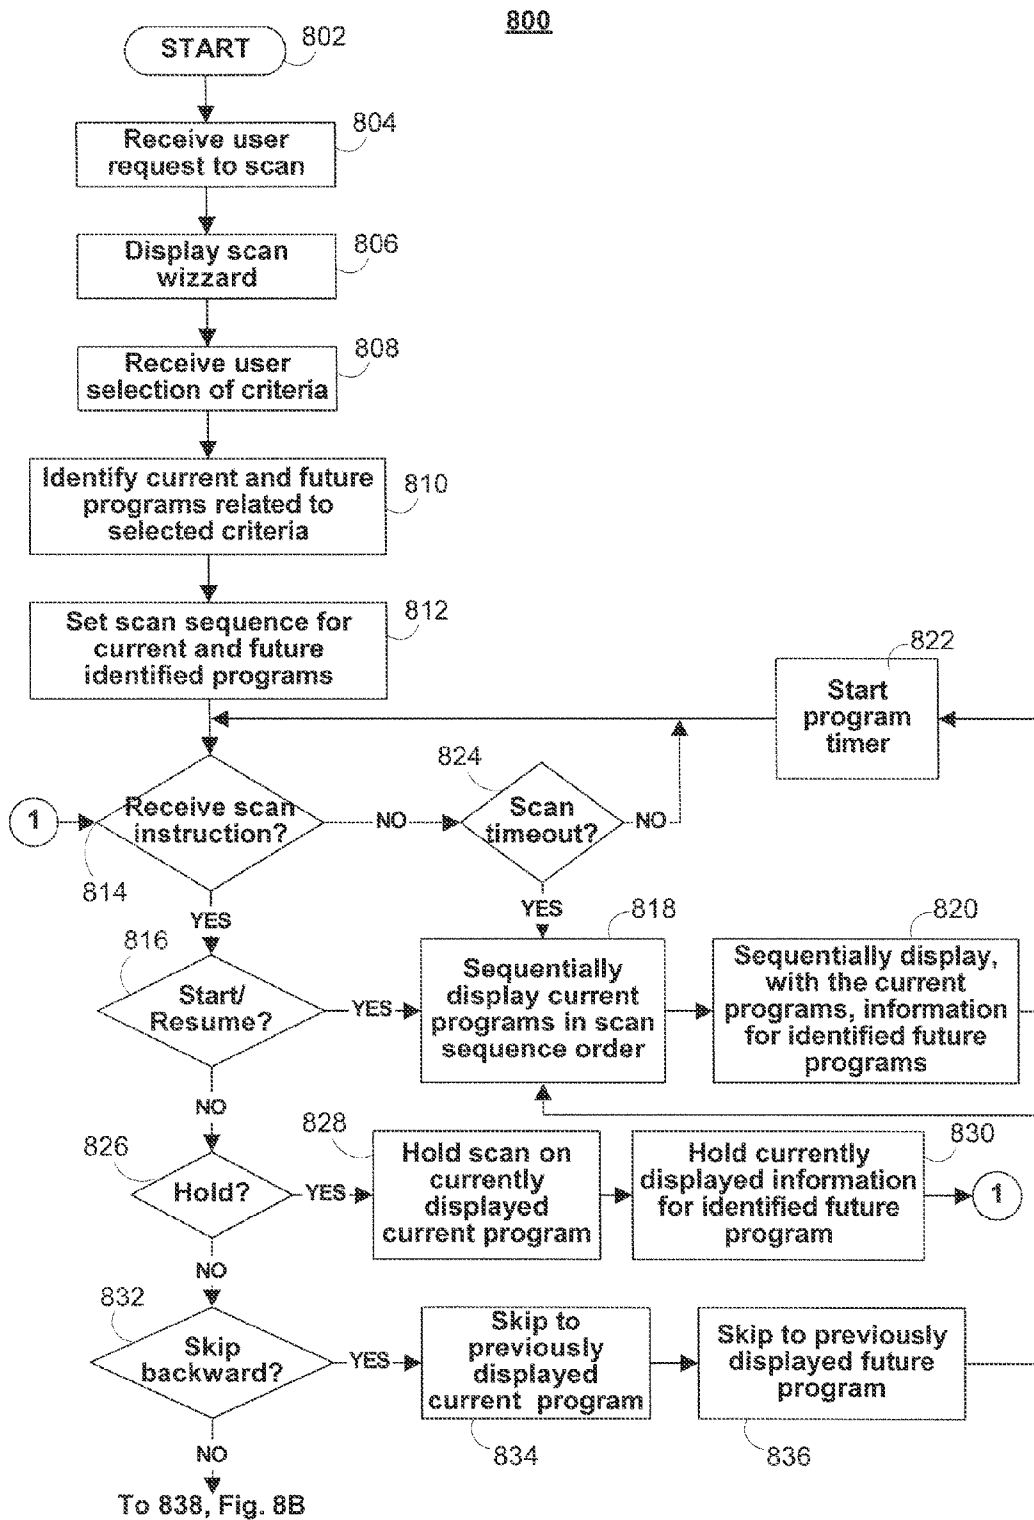 800
START
802
Receive user
request to scan
804
Display scan
wizzard
806
Receive user
selection of criteria
808
Identify current and future
programs related to
selected criteria
810
Set scan sequence for
current and future
identified programs
812
Start
program
timer
822
1
Receive scan
instruction?
814
NO
Scan
timeout?
824
NO
YES
YES
Start/
Resume?
816
YES
Sequentially
display current
programs in scan
sequence order
818
Sequentially display,
with the current
programs, information
for identified future
programs
820
NO
Hold?
826
YES
Hold scan on
currently
displayed
current program
828
Hold currently
displayed information
for identified future
program
830
1
NO
Skip
backward?
832
YES
Skip to
previously
displayed
current program
834
Skip to previously
displayed future
program
836
NO
To 838, Fig. 8B